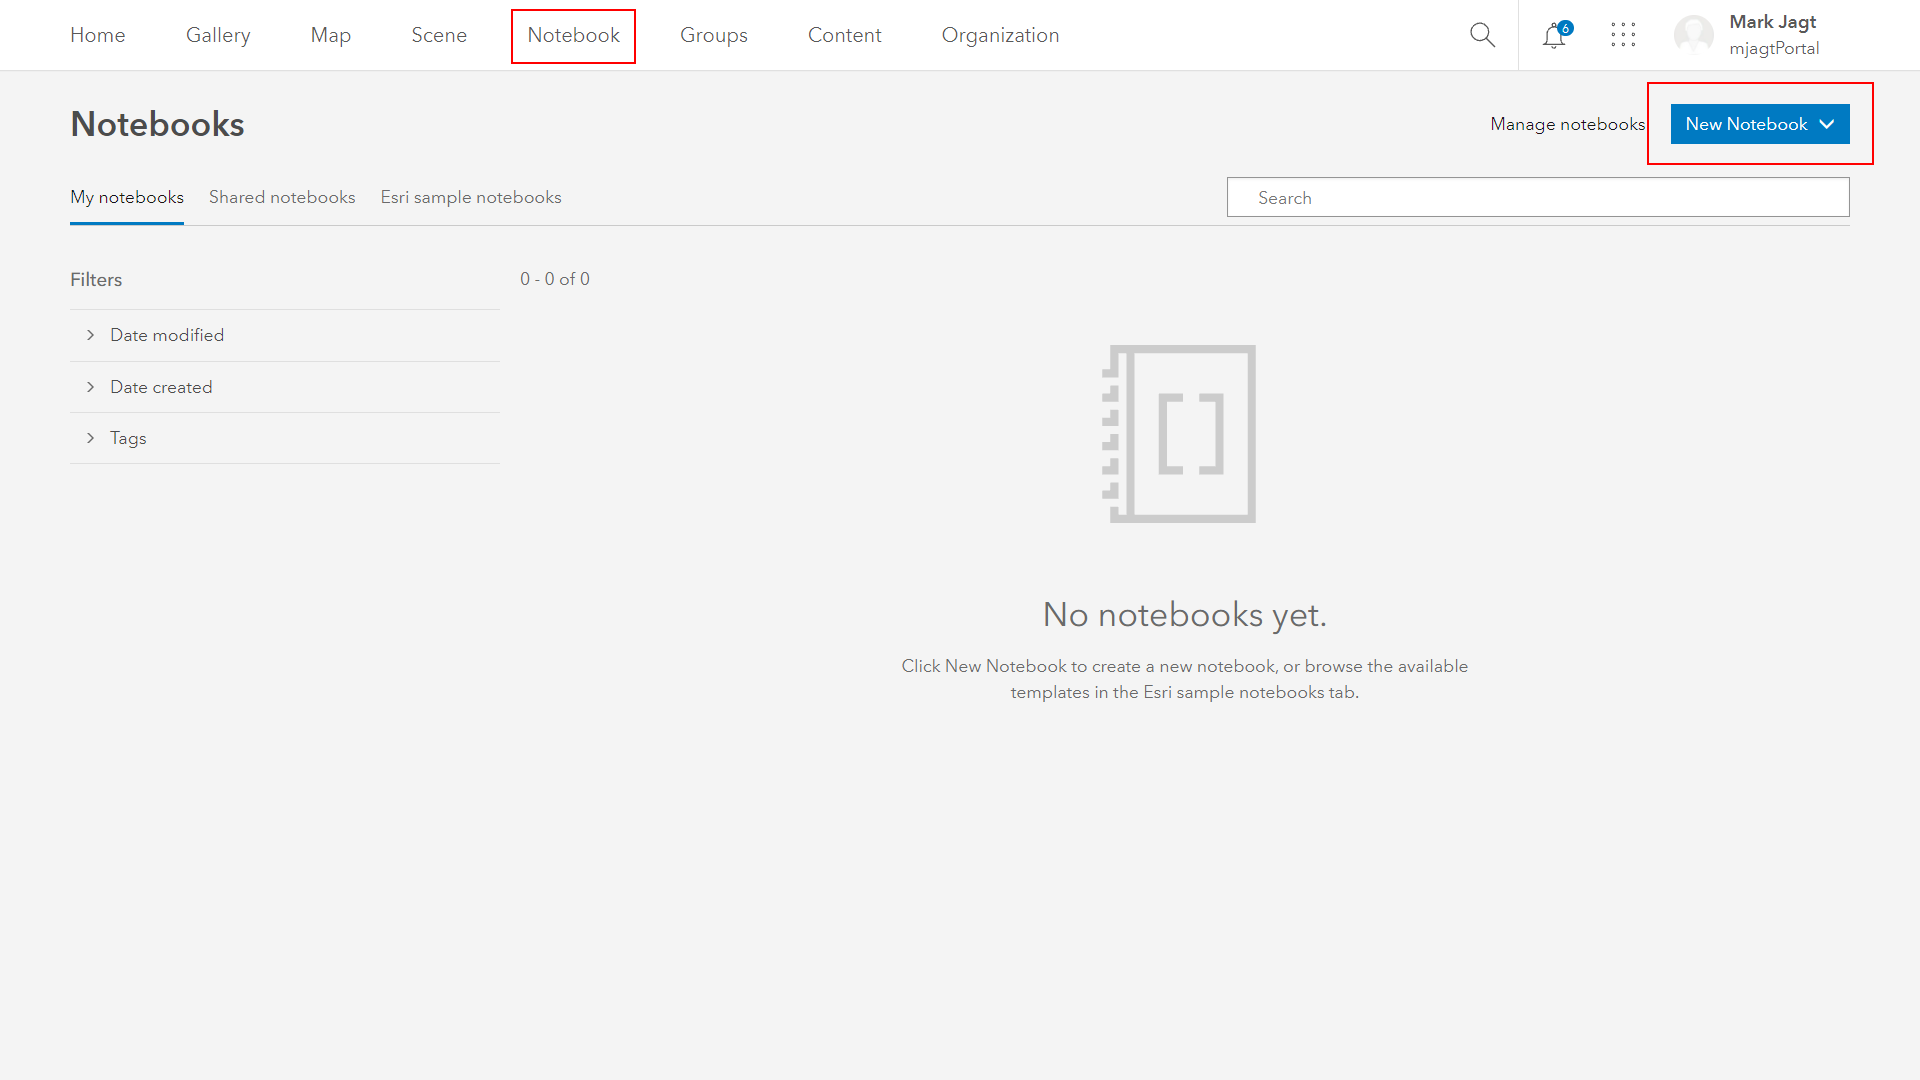 Home Gallery Map Scene Notebook Groups Content Organization 6 Mark Jagt
mjagtPortal
Notebooks Manage notebooks New Notebook
My notebooks Shared notebooks Esri sample notebooks Search
Filters 0 - 0 of 0
Date modified
Date created
Tags
No notebooks yet.
Click New Notebook to create a new notebook, or browse the available
templates in the Esri sample notebooks tab.